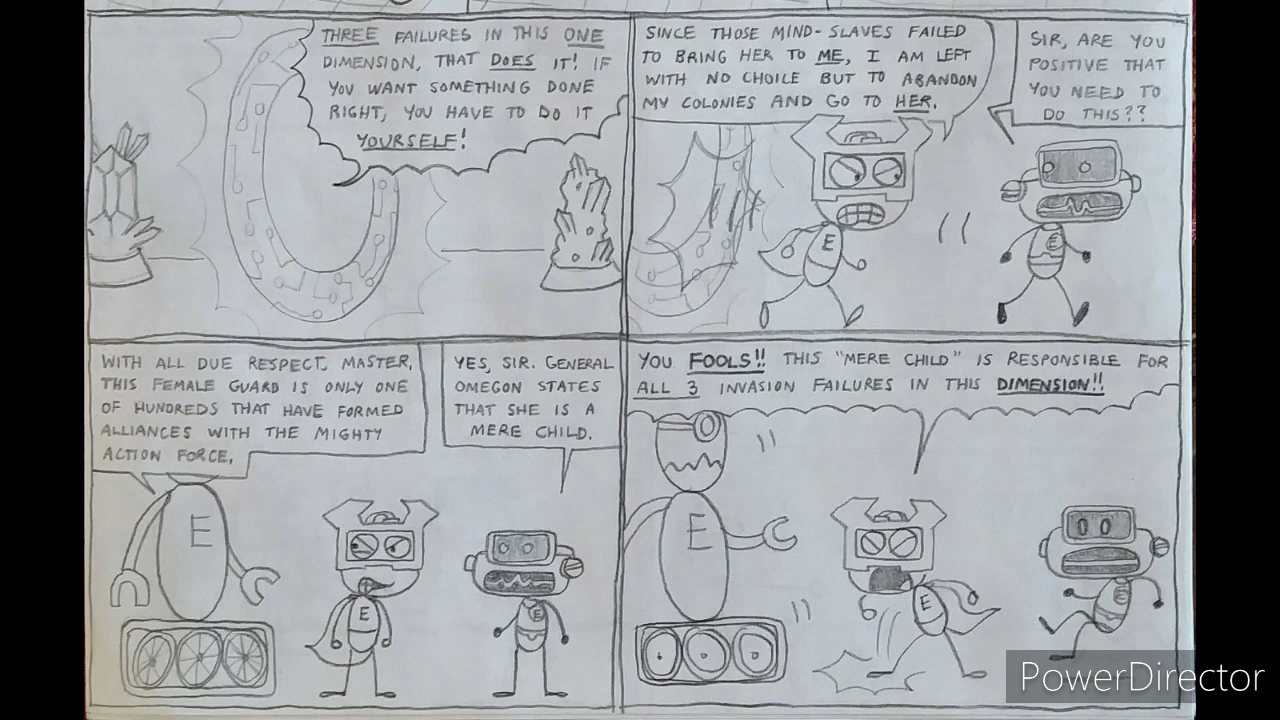 THREE FAILURES IN THIS ONE
DIMENSION, THAT DOES IT! IF
YOU WANT SOMETHING DONE
RIGHT, YOU HAVE TO DO IT
YOURSELF!
SINCE THOSE MIND-SLAVES FAILED
TO BRING HER TO ME, I AM LEFT
WITH NO CHOICE BUT TO ABANDON
MY COLONIES AND GO TO HER.
SIR, ARE YOU
POSITIVE THAT
YOU NEED TO
DO THIS??
E
E
WITH ALL DUE RESPECT, MASTER,
THIS FEMALE GUARD IS ONLY ONE
OF HUNDREDS THAT HAVE FORMED
ALLIANCES WITH THE MIGHTY
ACTION FORCE.
YES, SIR. GENERAL
OMEGON STATES
THAT SHE IS A
MERE CHILD.
E
E
E
YOU FOOLS!! THIS "MERE CHILD" IS RESPONSIBLE FOR
ALL 3 INVASION FAILURES IN THIS DIMENSION!!
E
E
E
PowerDirector